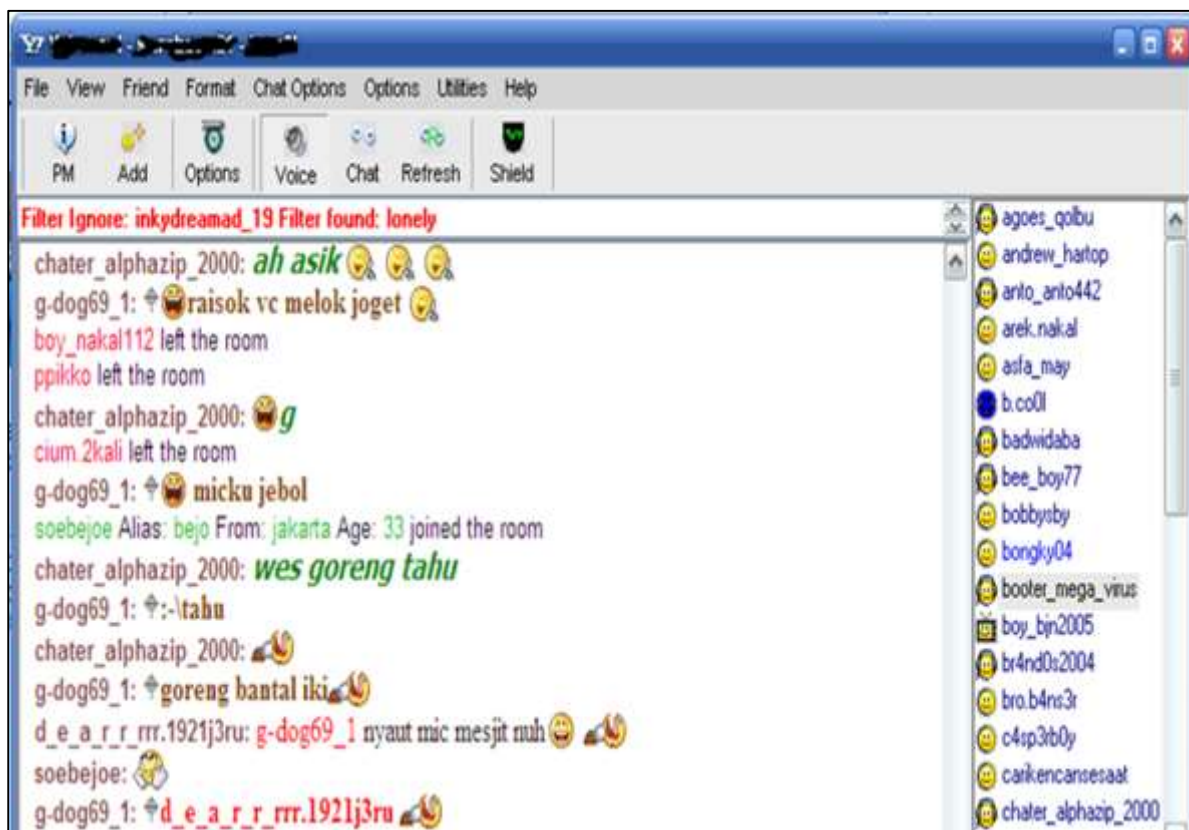 Y!
File View Friend Format Chat Options Options Utilities Help
PM Add Options Voice Chat Refresh Shield
Filter Ignore: inkydreamad_19 Filter found: lonely
chater_alphazip_2000: ah asik
g-dog69_1: raisok vc melok joget
boy_nakal112 left the room
ppikko left the room
chater_alphazip_2000: g
cium.2kali left the room
g-dog69_1: micku jebol
soebejoe Alias: bejo From: jakarta Age: 33 joined the room
chater_alphazip_2000: wes goreng tahu
g-dog69_1: :-\tahu
chater_alphazip_2000:
g-dog69_1: goreng bantal iki
d_e_a_r_r_rrr.1921j3ru: g-dog69_1 nyaut mic mesjit nuh
soebejoe:
g-dog69_1: d_e_a_r_r_rrr.1921j3ru
agoes_qolbu
andrew_hartop
anto_anto442
arek.nakal
asfa_may
b.co0l
badwidaba
bee_boy77
bobbysby
bongky04
booter_mega_virus
boy_bjn2005
br4nd0s2004
bro.b4ns3r
c4sp3rb0y
carikencansesaat
chater_alphazip_2000